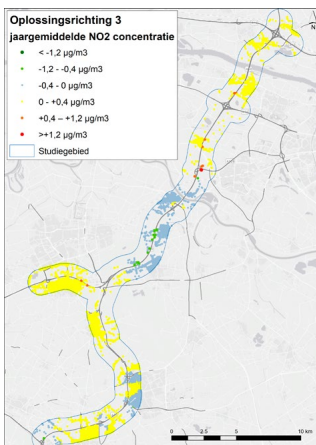 Oplossingsrichting 3
jaargemiddelde NO2 concentratie
< -1,2 µg/m3
-1,2 - -0,4 µg/m3
-0,4 - 0 µg/m3
0 - +0,4 µg/m3
+0,4 – +1,2 µg/m3
>+1,2 µg/m3
Studiegebied
0 2,5 5 10 km